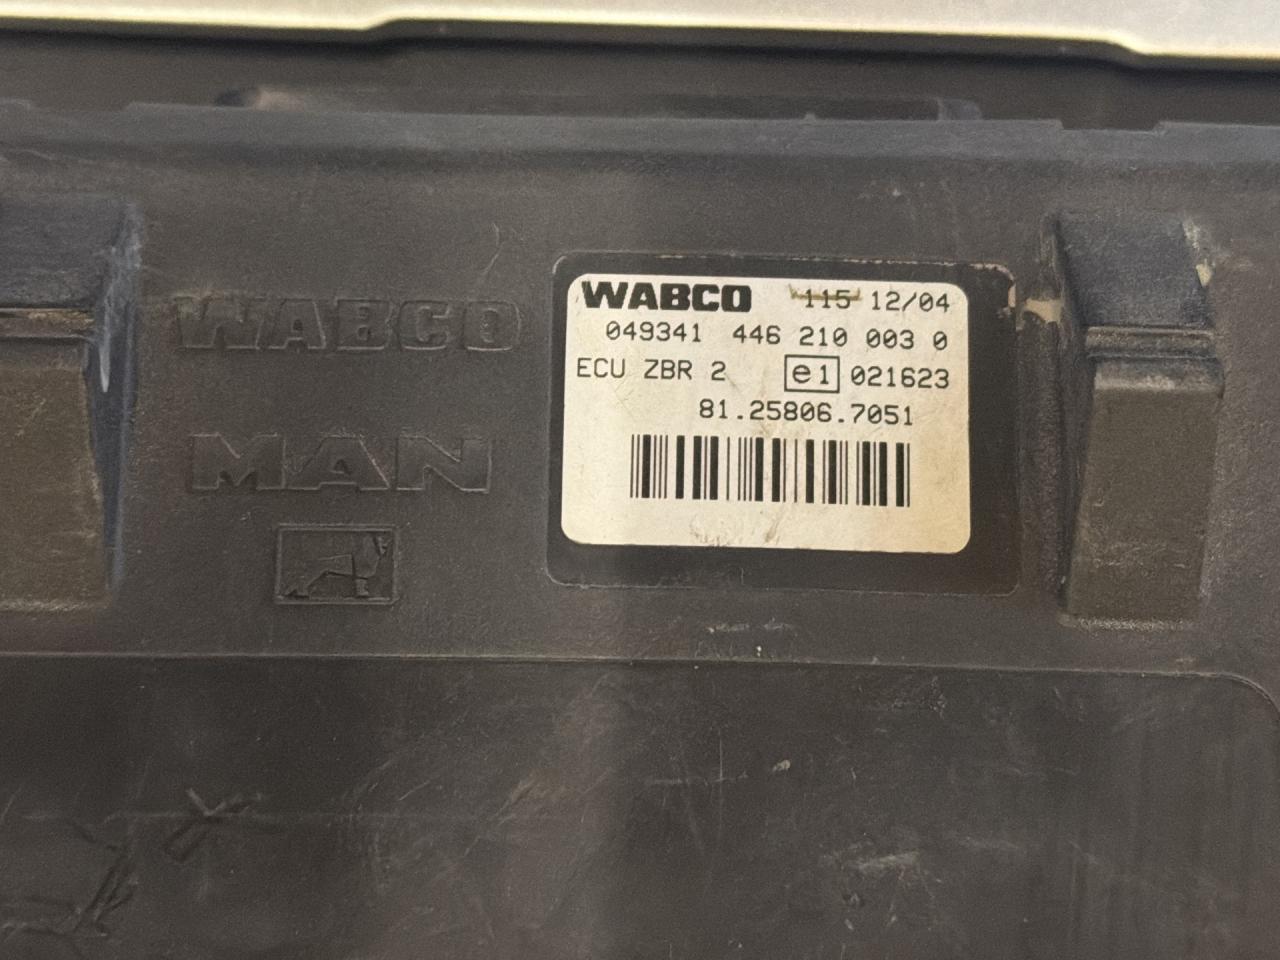 WABCO
MAN
WABCO 115 12/04
049341 446 210 003 0
ECU ZBR 2 e1 021623
81.25806.7051